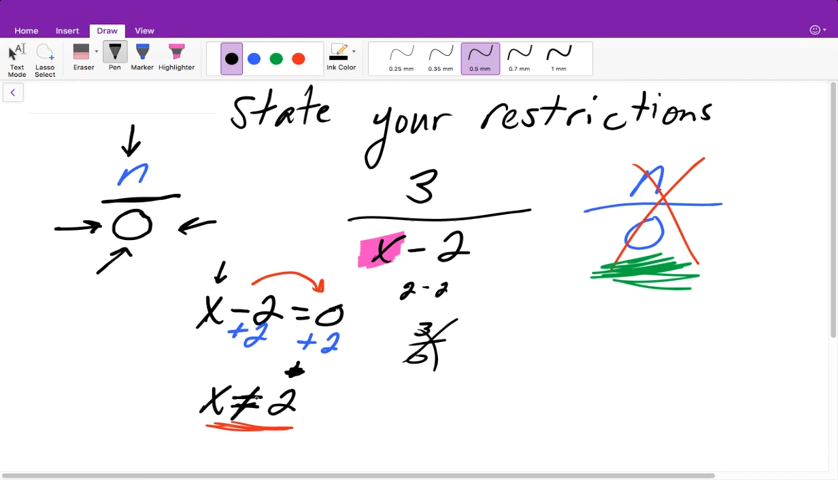 Home Insert Draw View
Text Mode
Lasso Select
Eraser
Pen
Marker
Highlighter
Ink Color
0.25 mm
0.35 mm
0.5 mm
0.7 mm
1 mm
State your restrictions
n
0
3
x - 2
2 - 2
3
0
n
0
x - 2 = 0
+2 +2
x ≠ 2